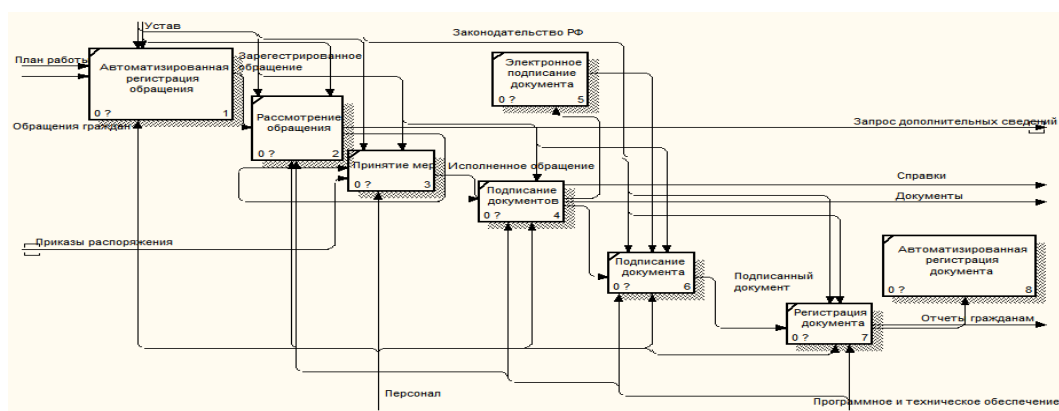 Устав
Законодательство РФ
План работы
Автоматизированная
регистрация
обращения
0 ?
1
Зарегестрированное
обращение
Электронное
подписание
документа
0 ?
5
Обращения граждан
Рассмотрение
обращения
0 ?
2
Запрос дополнительных сведений
Принятие мер
0 ?
3
Исполненное обращение
Подписание
документов
0 ?
4
Справки
Документы
Приказы распоряжения
Подписание
документа
0 ?
6
Автоматизированная
регистрация
документа
0 ?
8
Подписанный
документ
Регистрация
документа
0 ?
7
Отчеты гражданам
Персонал
Программное и техническое обеспечение